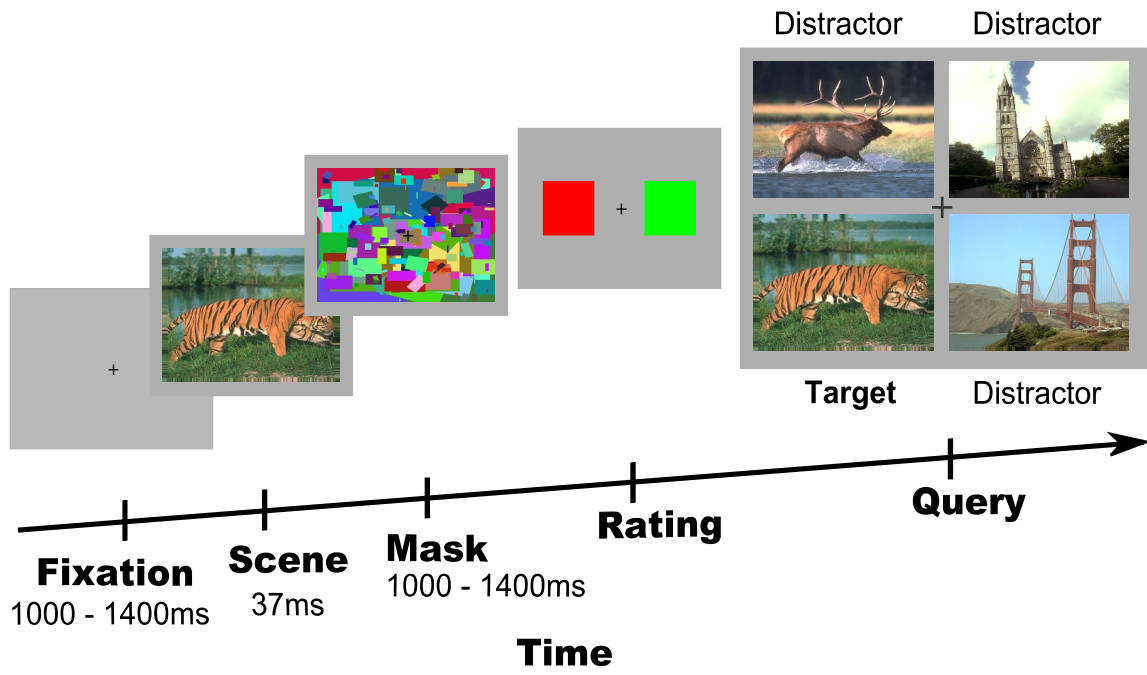 Distractor
Distractor
Target
Distractor
Fixation
1000 - 1400ms
Scene
37ms
Mask
1000 - 1400ms
Rating
Query
Time